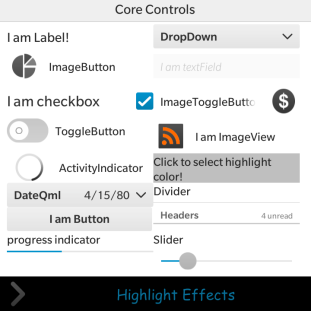 Core Controls
I am Label!
DropDown
ImageButton
I am textField
I am checkbox
ImageToggleButto
ToggleButton
I am ImageView
ActivityIndicator
Click to select highlight
color!
DateQml 4/15/80
Divider
I am Button
Headers 4 unread
progress indicator
Slider
Highlight Effects